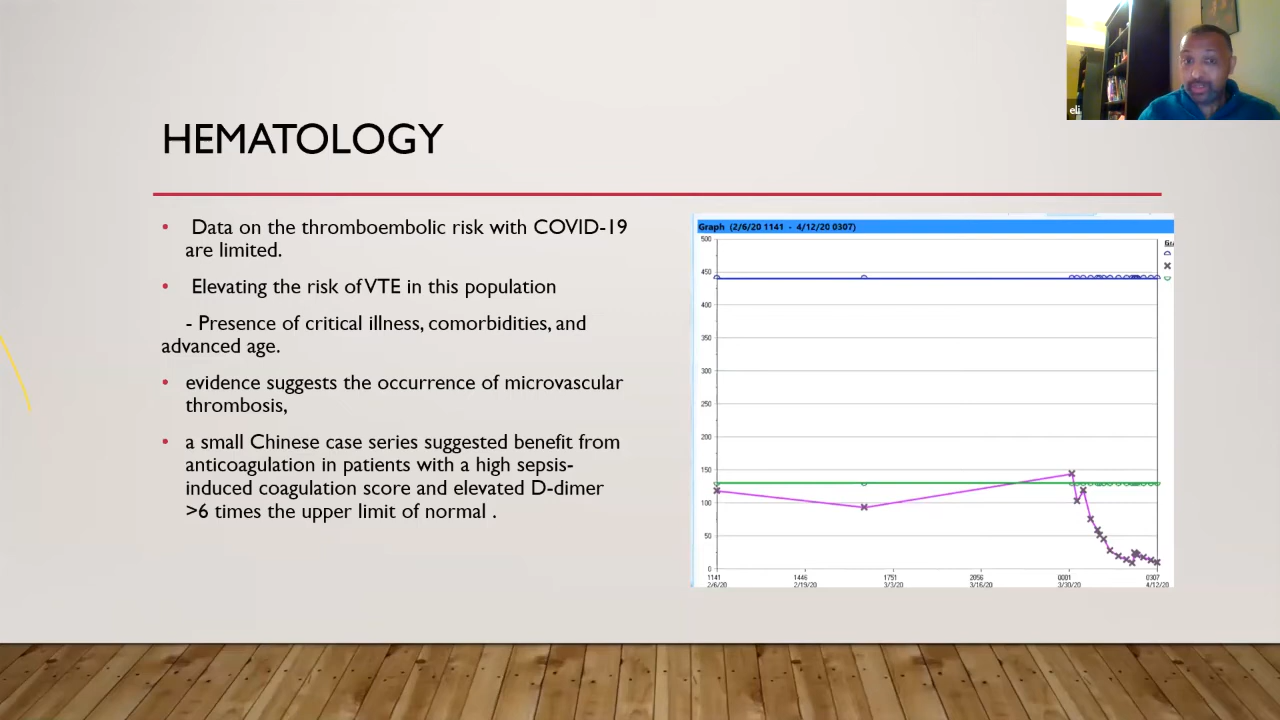 eli
HEMATOLOGY
• Data on the thromboembolic risk with COVID-19
are limited.
• Elevating the risk of VTE in this population
- Presence of critical illness, comorbidities, and
advanced age.
• evidence suggests the occurrence of microvascular
thrombosis,
• a small Chinese case series suggested benefit from
anticoagulation in patients with a high sepsis-
induced coagulation score and elevated D-dimer
>6 times the upper limit of normal .
Graph (2/6/20 1141 - 4/12/20 0307)
500
450
400
350
300
250
200
150
100
50
0
1141 1446 1751 2056 0001 0307
2/6/20 2/19/20 3/3/20 3/16/20 3/30/20 4/12/20